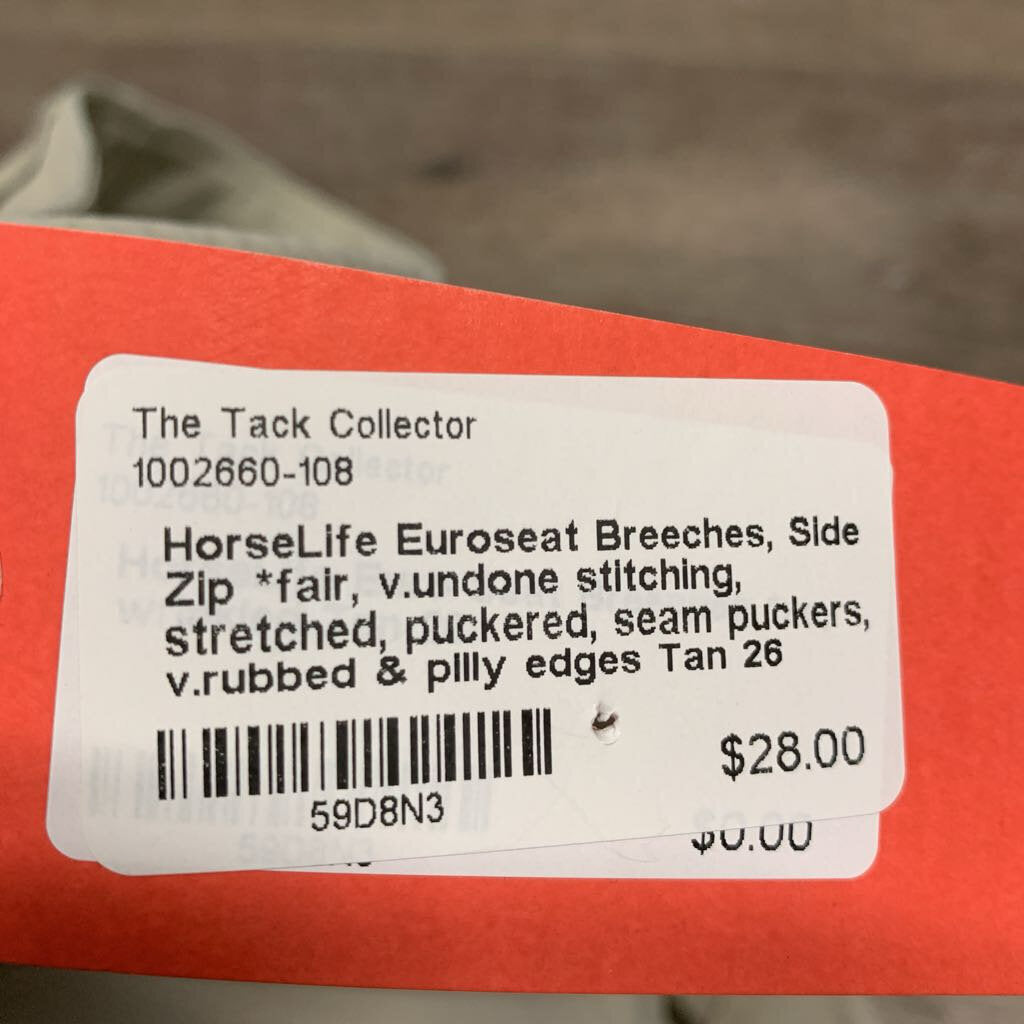 The Tack Collector
1002660-108
HorseLife Euroseat Breeches, Side
Zip *fair, v.undone stitching,
stretched, puckered, seam puckers,
v.rubbed & pilly edges Tan 26
59D8N3
$28.00
$0.00